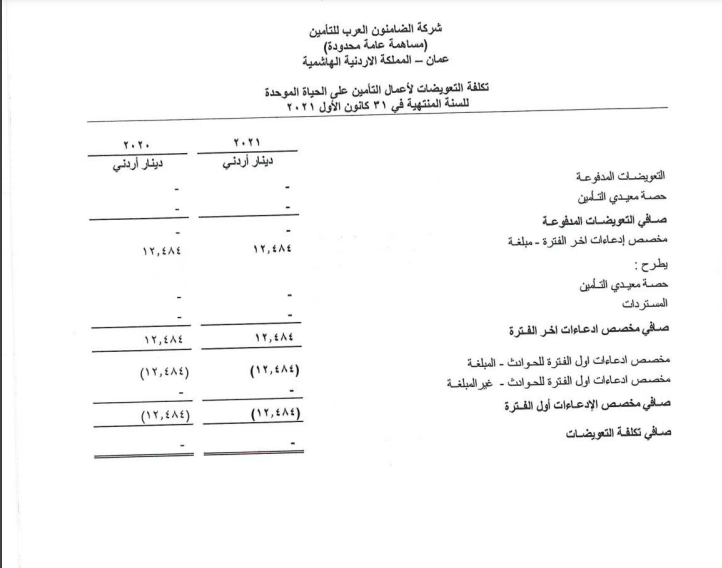 شركة الضامنون العرب للتأمين
(مساهمة عامة محدودة)
عمان – المملكة الاردنية الهاشمية
تكلفة التعويضات لأعمال التأمين على الحياة الموحدة
للسنة المنتهية في ٣١ كانون الأول ٢٠٢١
٢٠٢١ ٢٠٢٠
دينار أردني دينار أردني
التعويضات المدفوعة - -
حصة معيدي التأمين - -
صافي التعويضات المدفوعة - -
مخصص إدعاءات اخر الفترة - مبلغة ١٢,٤٨٤ ١٢,٤٨٤
يطرح :
حصة معيدي التأمين - -
المستردات - -
صافي مخصص ادعاءات اخر الفترة ١٢,٤٨٤ ١٢,٤٨٤
مخصص ادعاءات اول الفترة للحوادث - المبلغة (١٢,٤٨٤) (١٢,٤٨٤)
مخصص ادعاءات اول الفترة للحوادث - غير المبلغة - -
صافي مخصص الإدعاءات أول الفترة (١٢,٤٨٤) (١٢,٤٨٤)
صافي تكلفة التعويضات - -